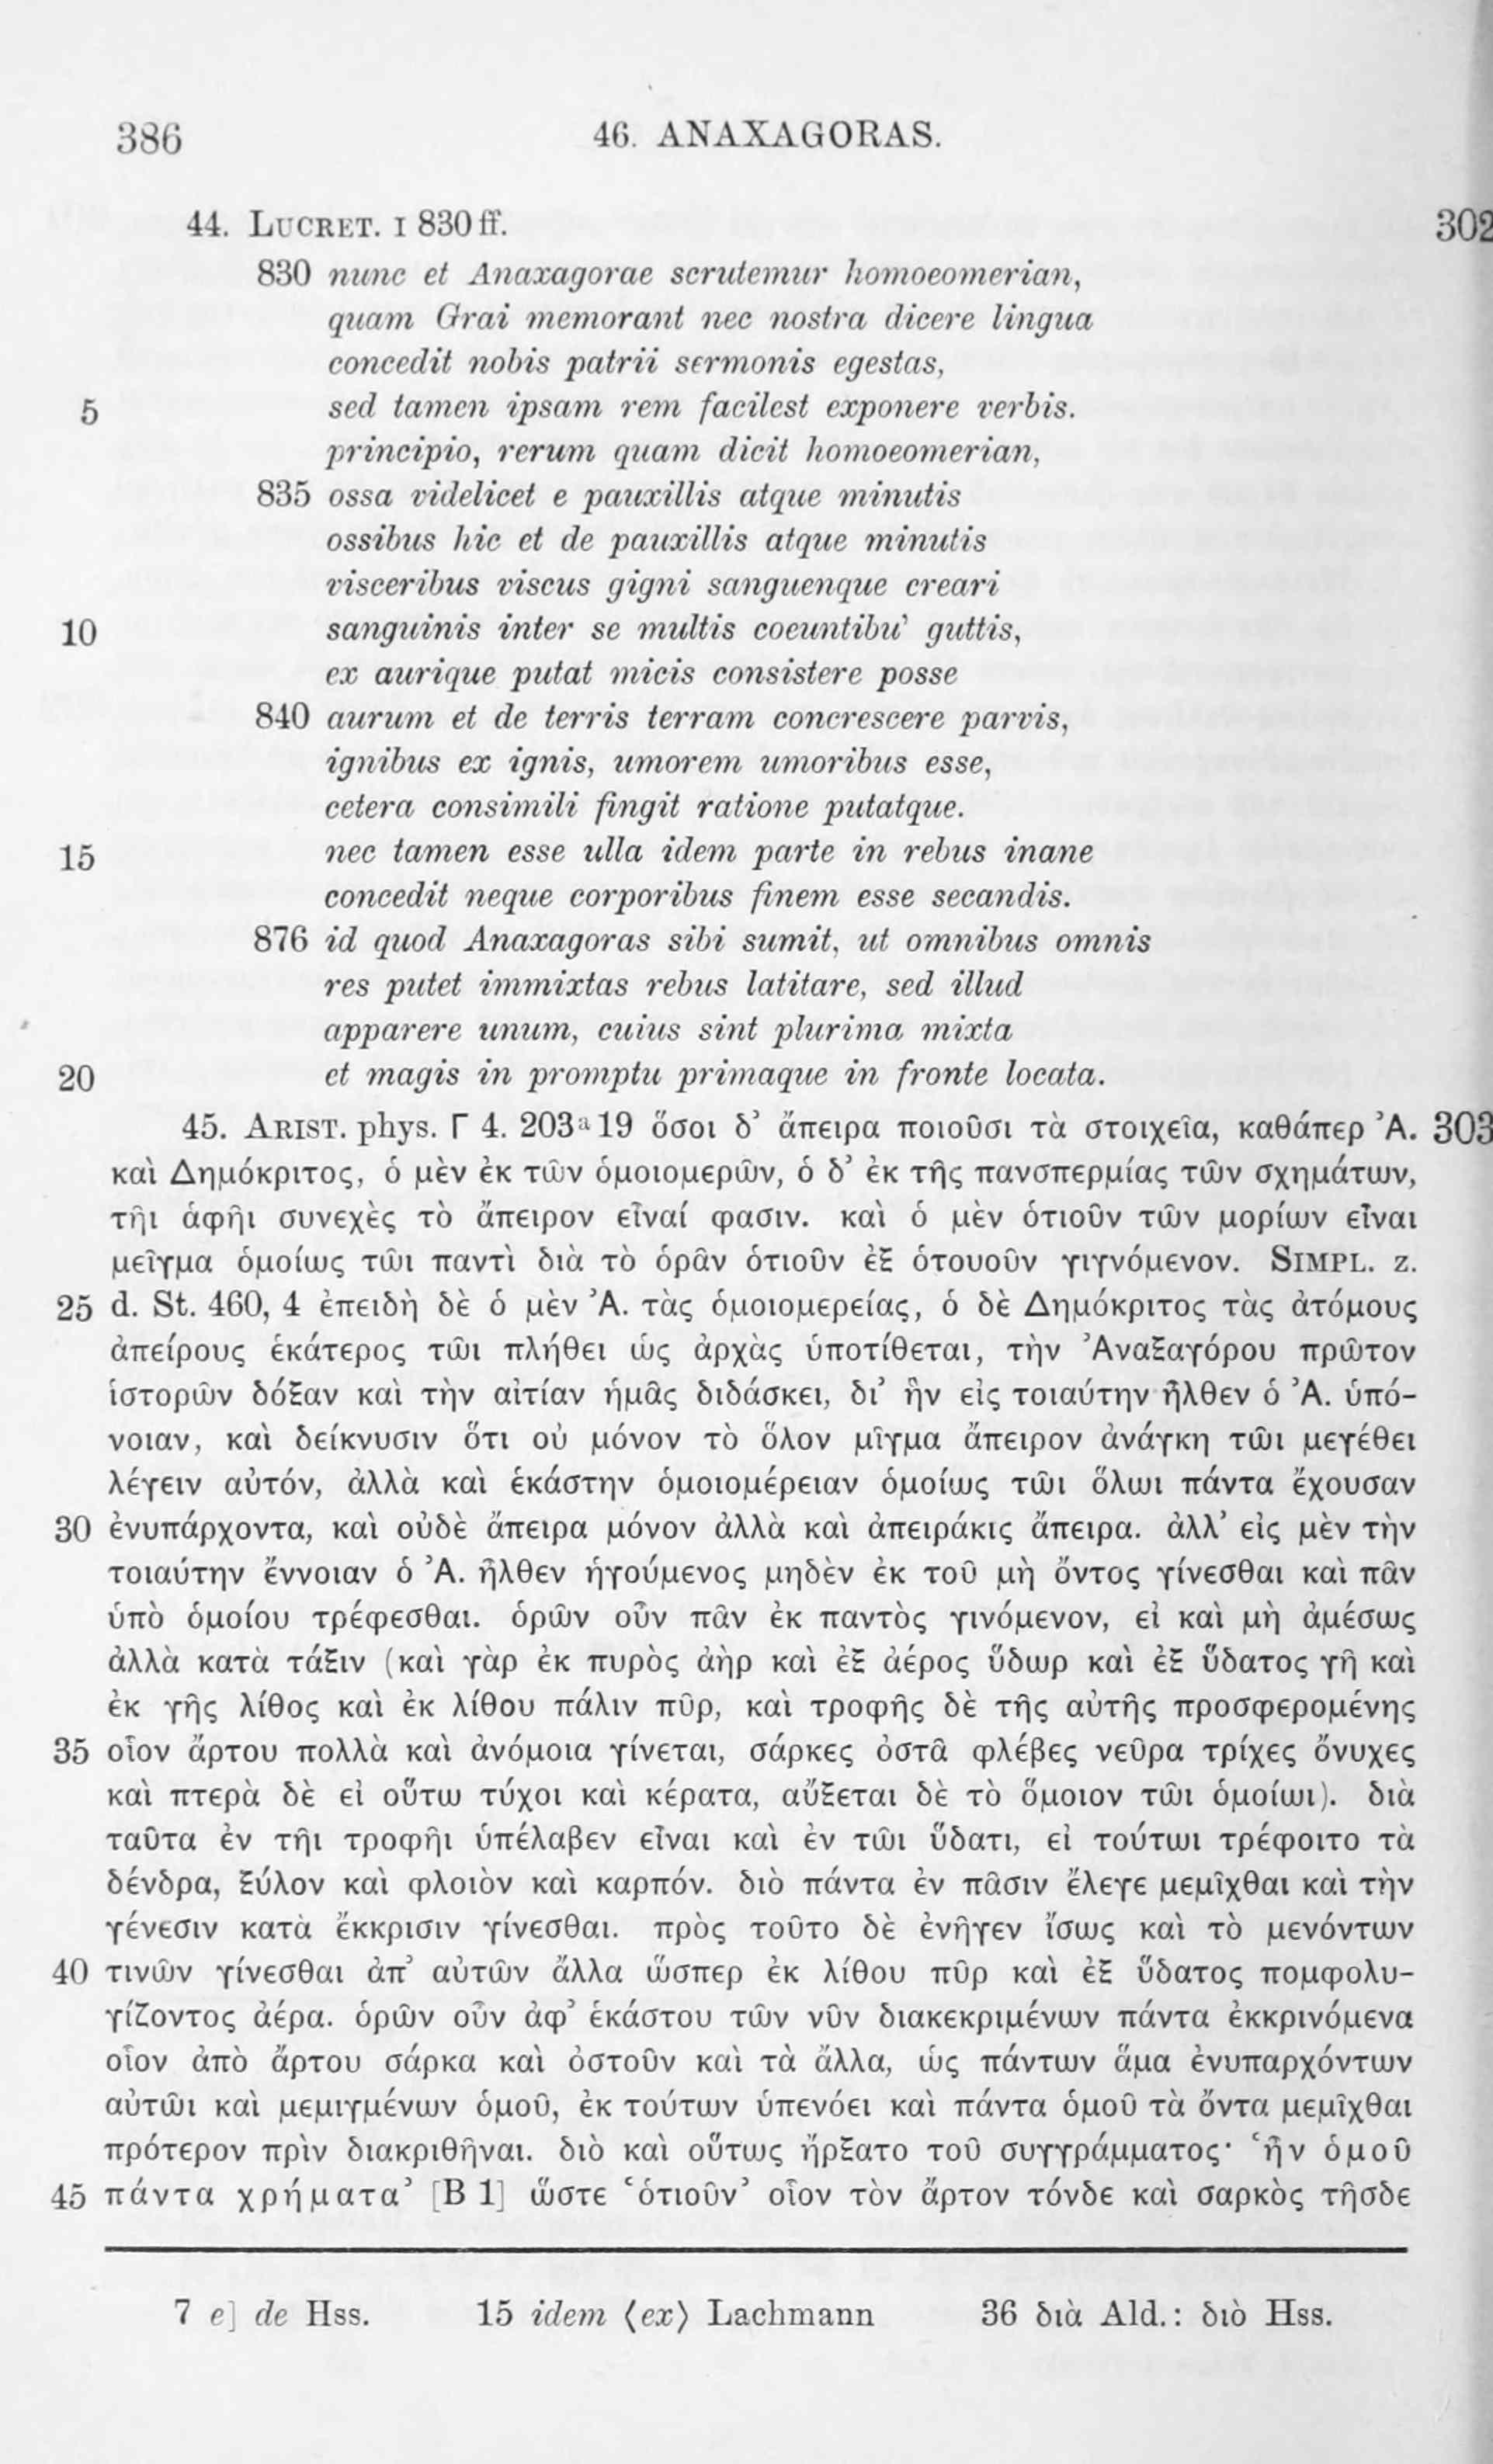 386 46. ANAXAGORAS.
44. LUCRET. I 830 ff. 302
830 nunc et Anaxagorae scrutemur homoeomerian,
quam Grai memorant nec nostra dicere lingua
concedit nobis patrii sermonis egestas,
5 sed tamen ipsam rem facilest exponere verbis.
principio, rerum quam dicit homoeomerian,
835 ossa videlicet e pauxillis atque minutis
ossibus hic et de pauxillis atque minutis
visceribus viscus gigni sanguenque creari
10 sanguinis inter se multis coeuntibu' guttis,
ex aurique putat micis consistere posse
840 aurum et de terris terram concrescere parvis,
ignibus ex ignis, umorem umoribus esse,
cetera consimili fingit ratione putatque.
15 nec tamen esse ulla idem parte in rebus inane
concedit neque corporibus finem esse secandis.
876 id quod Anaxagoras sibi sumit, ut omnibus omnis
res putet immixtas rebus latitare, sed illud
apparere unum, cuius sint plurima mixta
20 et magis in promptu primaque in fronte locata.
45. ARIST. phys. Γ 4. 203ᵃ19 ὅσοι δ᾽ ἄπειρα ποιοῦσι τὰ στοιχεῖα, καθάπερ ᾽Α. 303
καὶ Δημόκριτος, ὁ μὲν ἐκ τῶν ὁμοιομερῶν, ὁ δ᾽ ἐκ τῆς πανσπερμίας τῶν σχημάτων,
τῆι ἁφῆι συνεχὲς τὸ ἄπειρον εἶναί φασιν. καὶ ὁ μὲν ὁτιοῦν τῶν μορίων εἶναι
μεῖγμα ὁμοίως τῶι παντὶ διὰ τὸ ὁρᾶν ὁτιοῦν ἐξ ὁτουοῦν γιγνόμενον. SIMPL. z.
25 d. St. 460, 4 ἐπειδὴ δὲ ὁ μὲν ᾽Α. τὰς ὁμοιομερείας, ὁ δὲ Δημόκριτος τὰς ἀτόμους
ἀπείρους ἑκάτερος τῶι πλήθει ὡς ἀρχὰς ὑποτίθεται, τὴν ᾽Αναξαγόρου πρῶτον
ἱστορῶν δόξαν καὶ τὴν αἰτίαν ἡμᾶς διδάσκει, δι᾽ ἣν εἰς τοιαύτην ἦλθεν ὁ ᾽Α. ὑπό-
νοιαν, καὶ δείκνυσιν ὅτι οὐ μόνον τὸ ὅλον μῖγμα ἄπειρον ἀνάγκη τῶι μεγέθει
λέγειν αὐτόν, ἀλλὰ καὶ ἑκάστην ὁμοιομέρειαν ὁμοίως τῶι ὅλωι πάντα ἔχουσαν
30 ἐνυπάρχοντα, καὶ οὐδὲ ἄπειρα μόνον ἀλλὰ καὶ ἀπειράκις ἄπειρα. ἀλλ᾽ εἰς μὲν τὴν
τοιαύτην ἔννοιαν ὁ ᾽Α. ἦλθεν ἡγούμενος μηδὲν ἐκ τοῦ μὴ ὄντος γίνεσθαι καὶ πᾶν
ὑπὸ ὁμοίου τρέφεσθαι. ὁρῶν οὖν πᾶν ἐκ παντὸς γινόμενον, εἰ καὶ μὴ ἀμέσως
ἀλλὰ κατὰ τάξιν (καὶ γὰρ ἐκ πυρὸς ἀὴρ καὶ ἐξ ἀέρος ὕδωρ καὶ ἐξ ὕδατος γῆ καὶ
ἐκ γῆς λίθος καὶ ἐκ λίθου πάλιν πῦρ, καὶ τροφῆς δὲ τῆς αὐτῆς προσφερομένης
35 οἷον ἄρτου πολλὰ καὶ ἀνόμοια γίνεται, σάρκες ὀστᾶ φλέβες νεῦρα τρίχες ὄνυχες
καὶ πτερὰ δὲ εἰ οὕτω τύχοι καὶ κέρατα, αὔξεται δὲ τὸ ὅμοιον τῶι ὁμοίωι). διὰ
ταῦτα ἐν τῆι τροφῆι ὑπέλαβεν εἶναι καὶ ἐν τῶι ὕδατι, εἰ τούτωι τρέφοιτο τὰ
δένδρα, ξύλον καὶ φλοιὸν καὶ καρπόν. διὸ πάντα ἐν πᾶσιν ἔλεγε μεμῖχθαι καὶ τὴν
γένεσιν κατὰ ἔκκρισιν γίνεσθαι. πρὸς τοῦτο δὲ ἐνῆγεν ἴσως καὶ τὸ μενόντων
40 τινῶν γίνεσθαι ἀπ᾽ αὐτῶν ἄλλα ὥσπερ ἐκ λίθου πῦρ καὶ ἐξ ὕδατος πομφολυ-
γίζοντος ἀέρα. ὁρῶν οὖν ἀφ᾽ ἑκάστου τῶν νῦν διακεκριμένων πάντα ἐκκρινόμενα
οἷον ἀπὸ ἄρτου σάρκα καὶ ὀστοῦν καὶ τὰ ἄλλα, ὡς πάντων ἅμα ἐνυπαρχόντων
αὐτῶι καὶ μεμιγμένων ὁμοῦ, ἐκ τούτων ὑπενόει καὶ πάντα ὁμοῦ τὰ ὄντα μεμῖχθαι
πρότερον πρὶν διακριθῆναι. διὸ καὶ οὕτως ἤρξατο τοῦ συγγράμματος· ‘ἦν ὁμοῦ
45 πάντα χρήματα’ [B 1] ὥστε ‘ὁτιοῦν’ οἷον τὸν ἄρτον τόνδε καὶ σαρκὸς τῆσδε
7 e] de Hss. 15 idem ⟨ex⟩ Lachmann 36 διὰ Ald.: διὸ Hss.